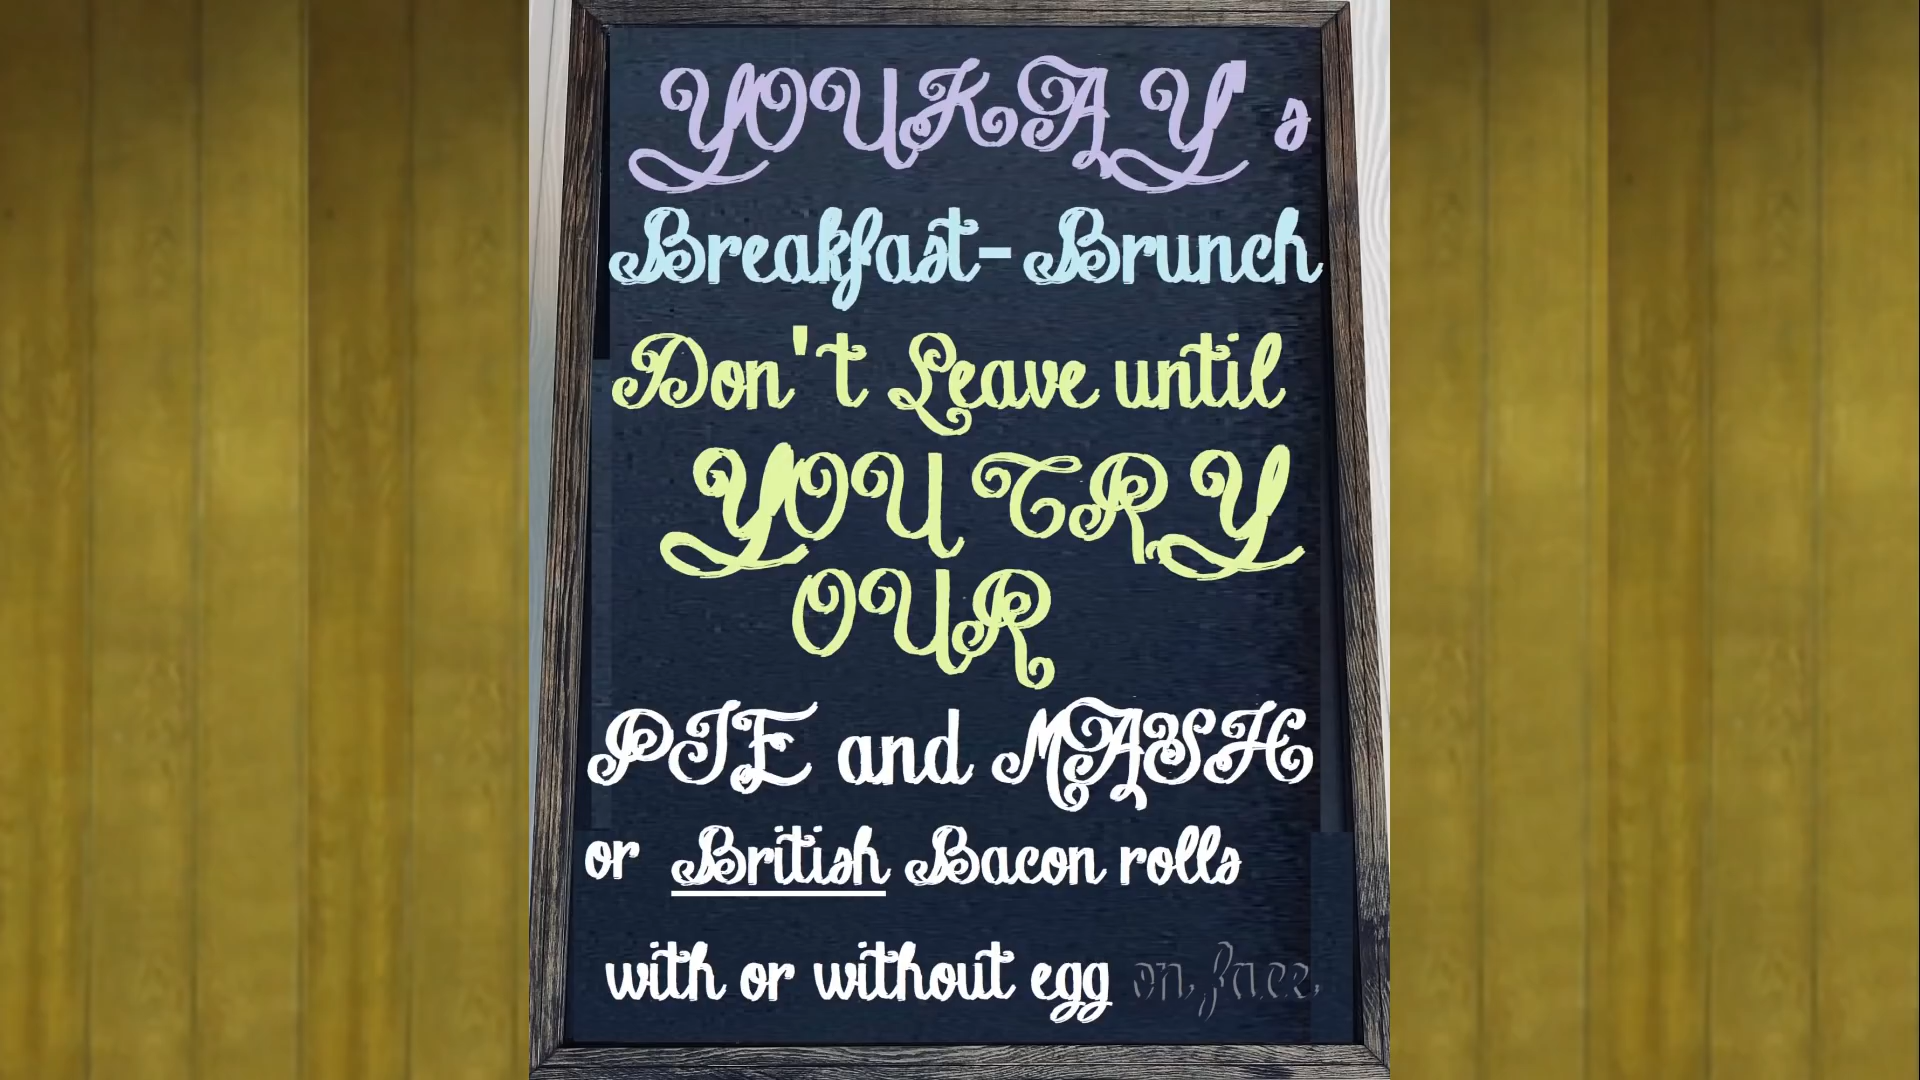 YOUKAY's
Breakfast-Brunch
Don't Leave until
YOU TRY
OUR
PIE and MASH
or British Bacon rolls
with or without egg on face